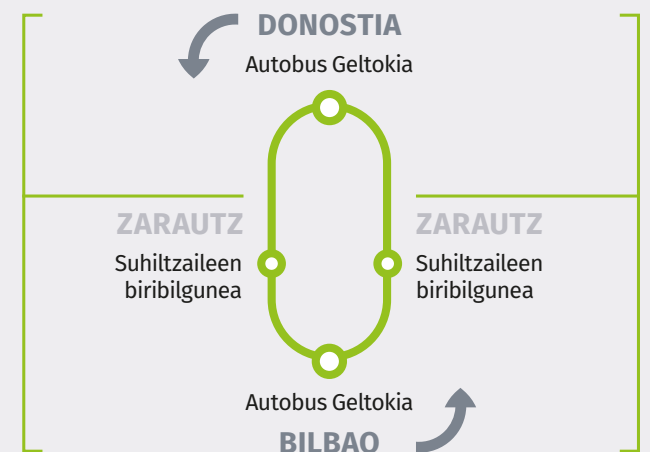 DONOSTIA
Autobus Geltokia
ZARAUTZ
Suhiltzaileen
biribilgunea
ZARAUTZ
Suhiltzaileen
biribilgunea
Autobus Geltokia
BILBAO